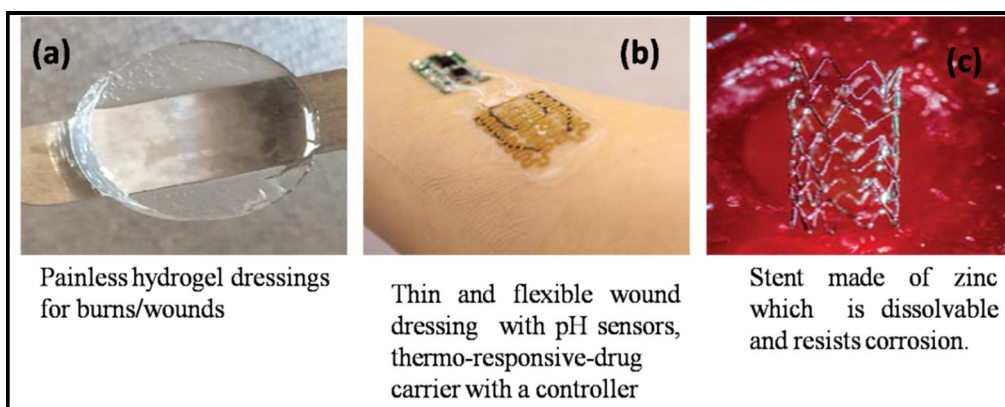 (a)
(b)
(c)
Painless hydrogel dressings
for burns/wounds
Thin and flexible wound
dressing with pH sensors,
thermo-responsive-drug
carrier with a controller
Stent made of zinc
which is dissolvable
and resists corrosion.